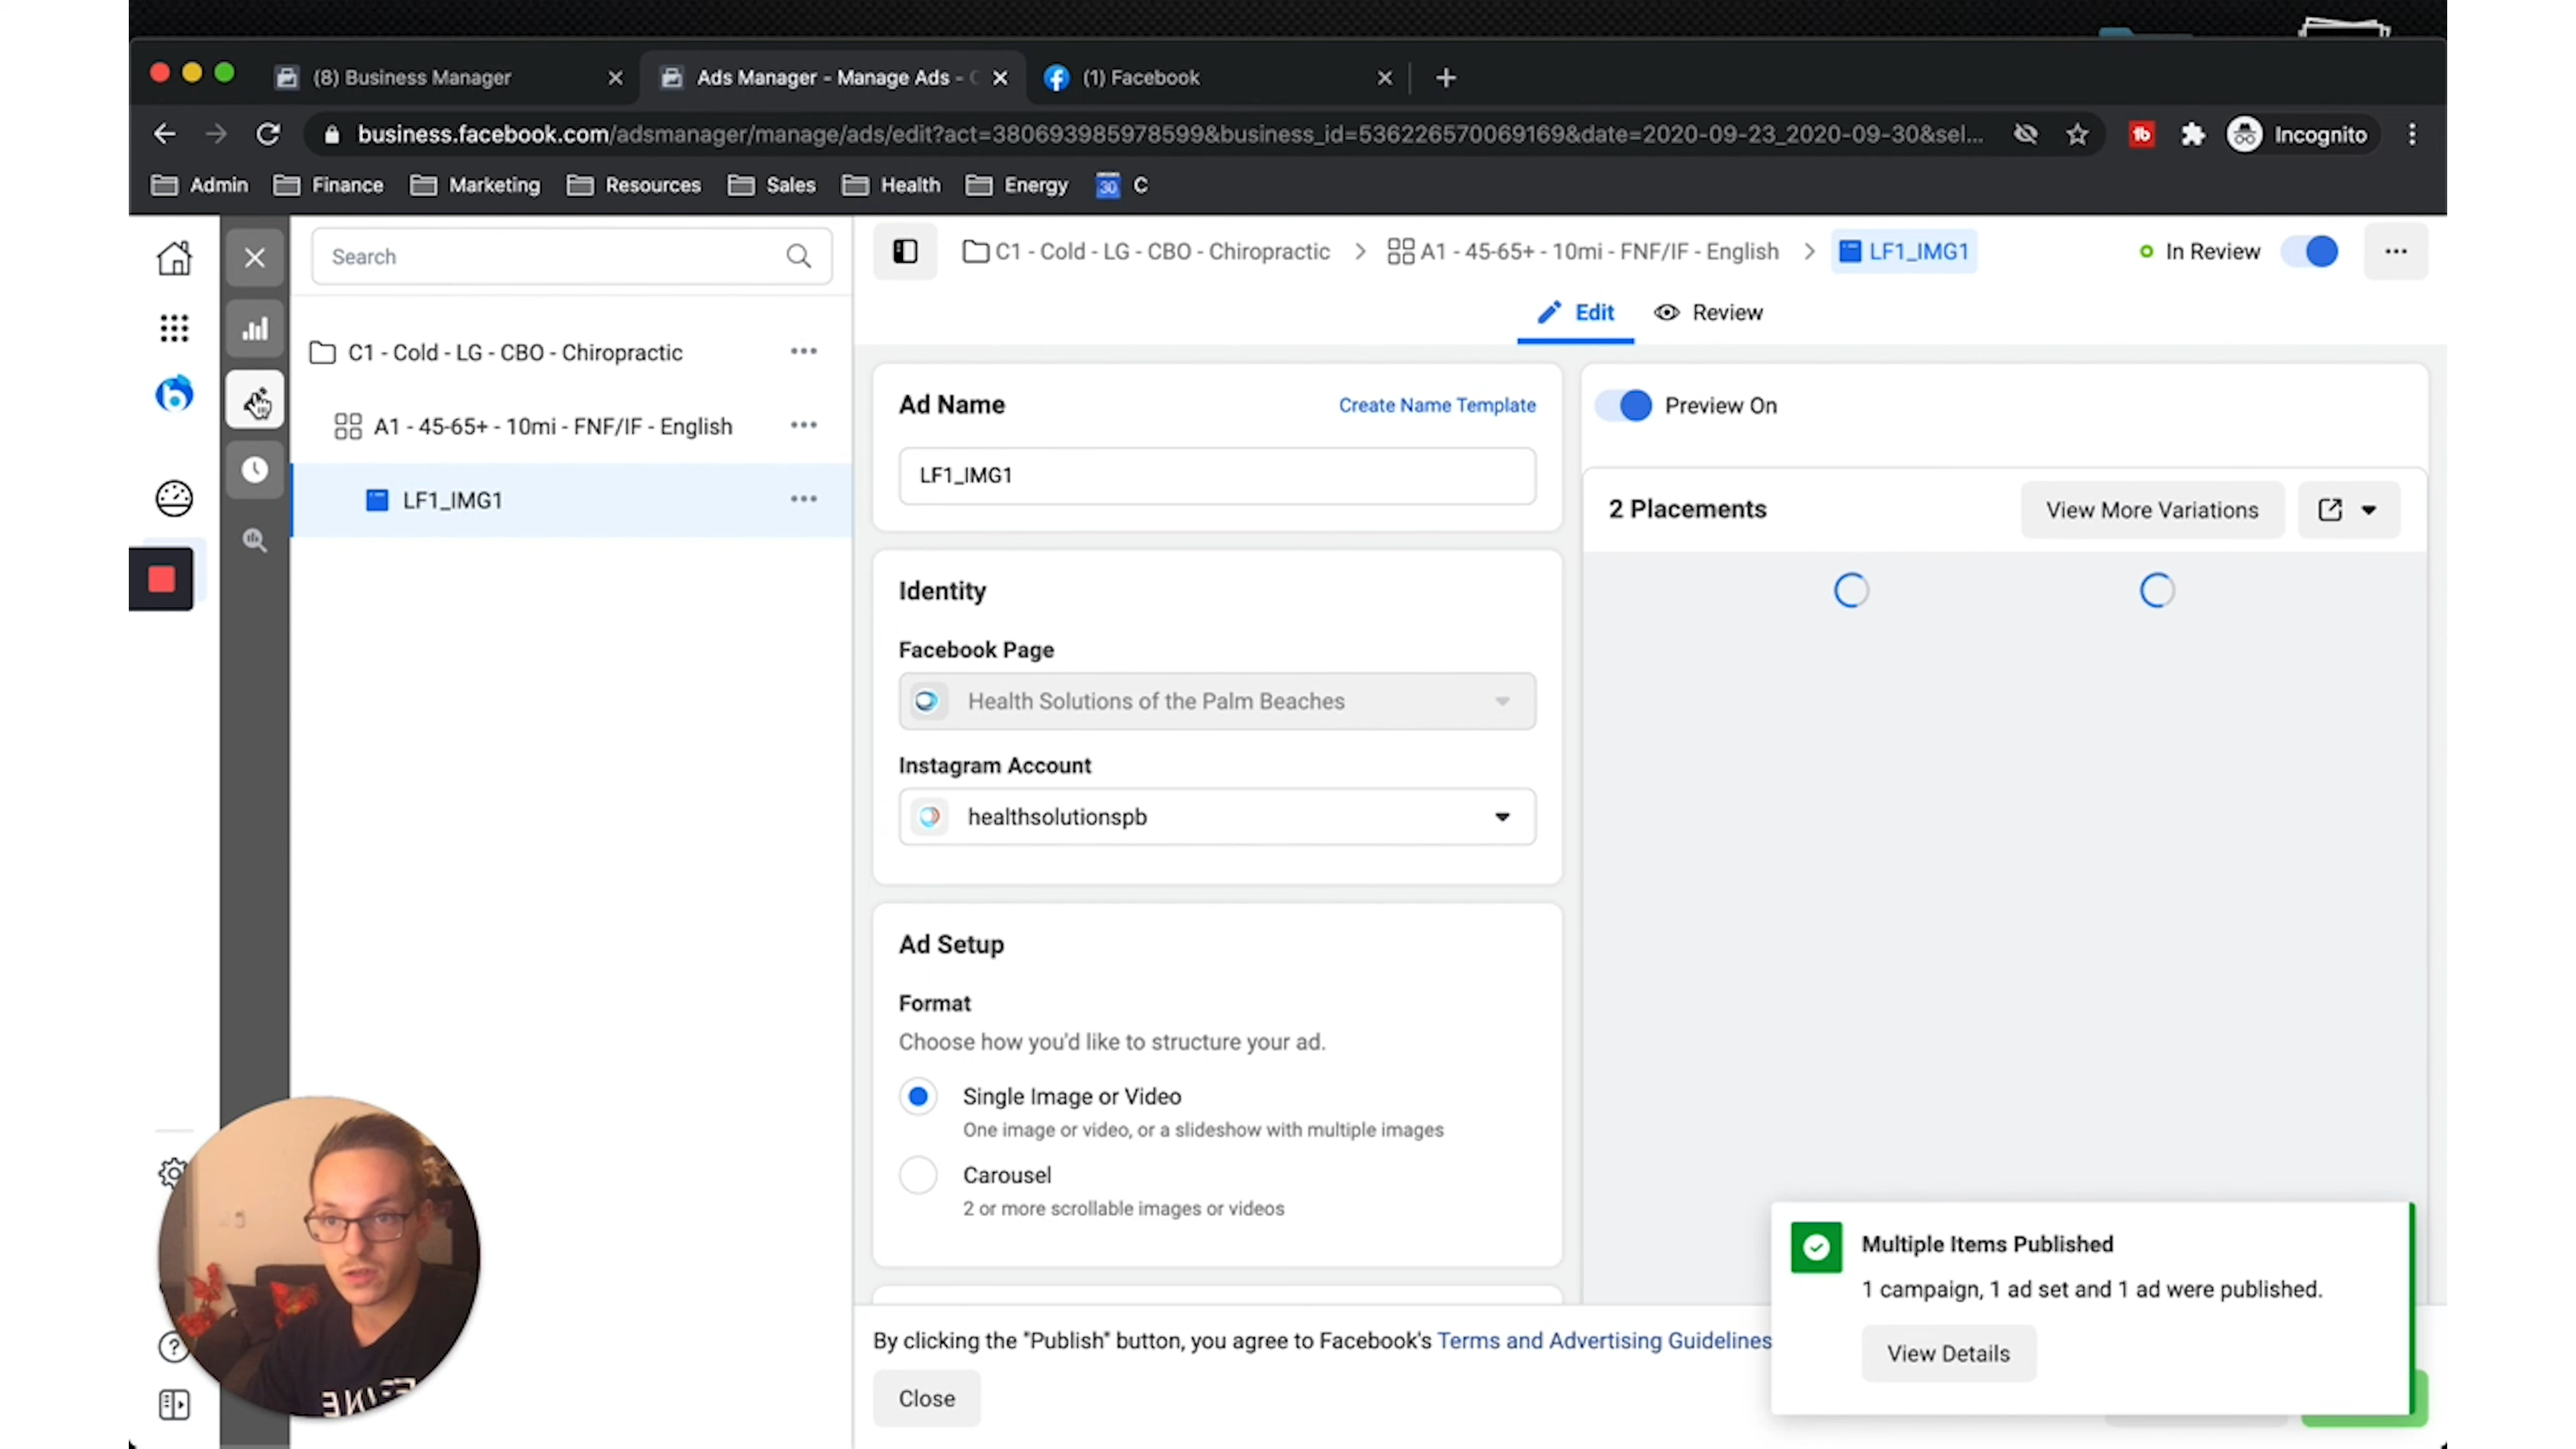 (8) Business Manager
Ads Manager - Manage Ads -
(1) Facebook
business.facebook.com/adsmanager/manage/ads/edit?act=380693985978599&business_id=536226570069169&date=2020-09-23_2020-09-30&sel...
Incognito
Admin
Finance
Marketing
Resources
Sales
Health
Energy
30
C
Search
C1 - Cold - LG - CBO - Chiropractic
A1 - 45-65+ - 10mi - FNF/IF - English
LF1_IMG1
C1 - Cold - LG - CBO - Chiropractic
A1 - 45-65+ - 10mi - FNF/IF - English
LF1_IMG1
In Review
Edit
Review
Ad Name
Create Name Template
LF1_IMG1
Identity
Facebook Page
Health Solutions of the Palm Beaches
Instagram Account
healthsolutionspb
Ad Setup
Format
Choose how you'd like to structure your ad.
Single Image or Video
One image or video, or a slideshow with multiple images
Carousel
2 or more scrollable images or videos
Preview On
2 Placements
View More Variations
By clicking the "Publish" button, you agree to Facebook's Terms and Advertising Guidelines
Close
Multiple Items Published
1 campaign, 1 ad set and 1 ad were published.
View Details